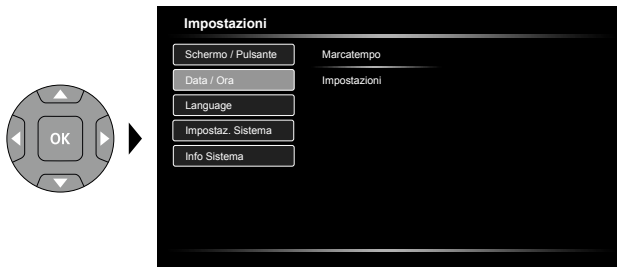 Impostazioni
Schermo / Pulsante
Marcatempo
Data / Ora
Impostazioni
Language
Impostaz. Sistema
Info Sistema
OK